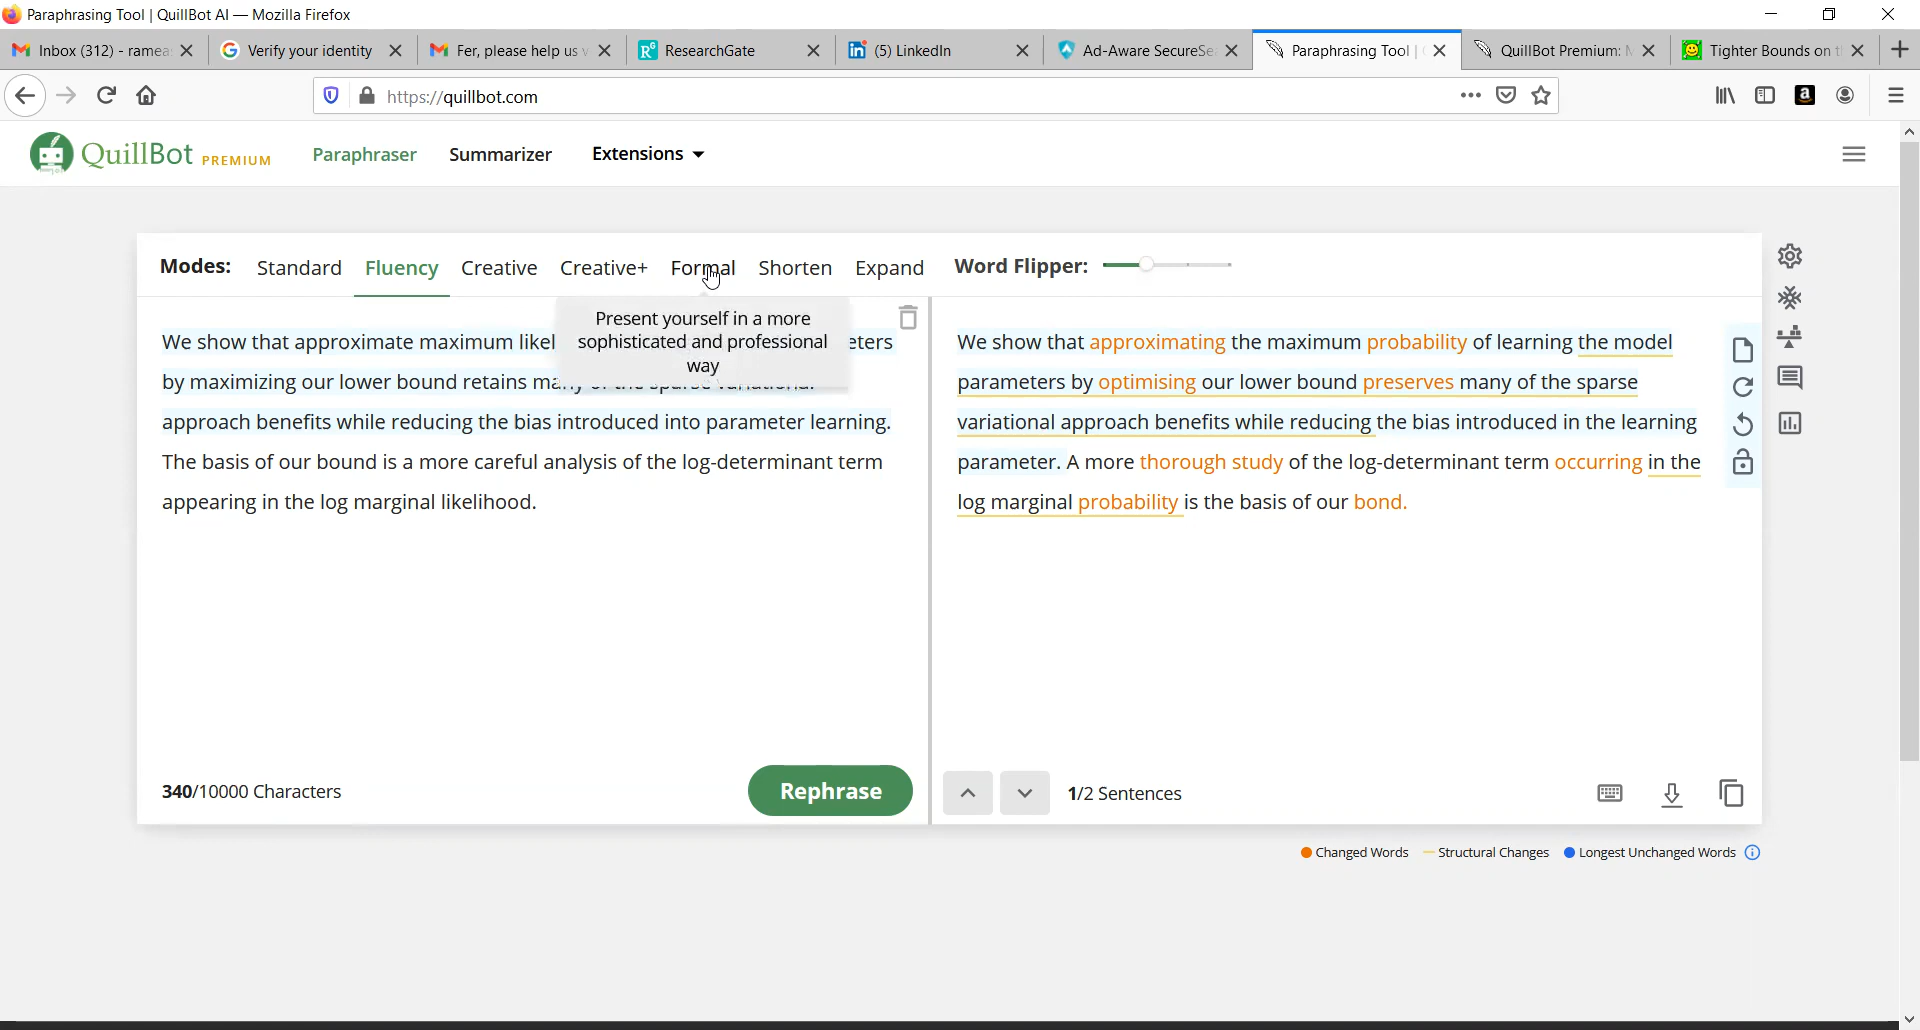 Paraphrasing Tool | QuillBot AI — Mozilla Firefox
Inbox (312) - ramea
Verify your identity
Fer, please help us v
ResearchGate
(5) LinkedIn
Ad-Aware SecureSe
Paraphrasing Tool |
QuillBot Premium:
Tighter Bounds on t
https://quillbot.com
QuillBot PREMIUM
Paraphraser
Summarizer
Extensions
Modes:
Standard
Fluency
Creative
Creative+
Formal
Shorten
Expand
Word Flipper:
Present yourself in a more
sophisticated and professional
way
We show that approximate maximum likel eters
by maximizing our lower bound retains many of the sparse variational
approach benefits while reducing the bias introduced into parameter learning.
The basis of our bound is a more careful analysis of the log-determinant term
appearing in the log marginal likelihood.
We show that approximating the maximum probability of learning the model
parameters by optimising our lower bound preserves many of the sparse
variational approach benefits while reducing the bias introduced in the learning
parameter. A more thorough study of the log-determinant term occurring in the
log marginal probability is the basis of our bond.
340/10000 Characters
Rephrase
1/2 Sentences
Changed Words
Structural Changes
Longest Unchanged Words